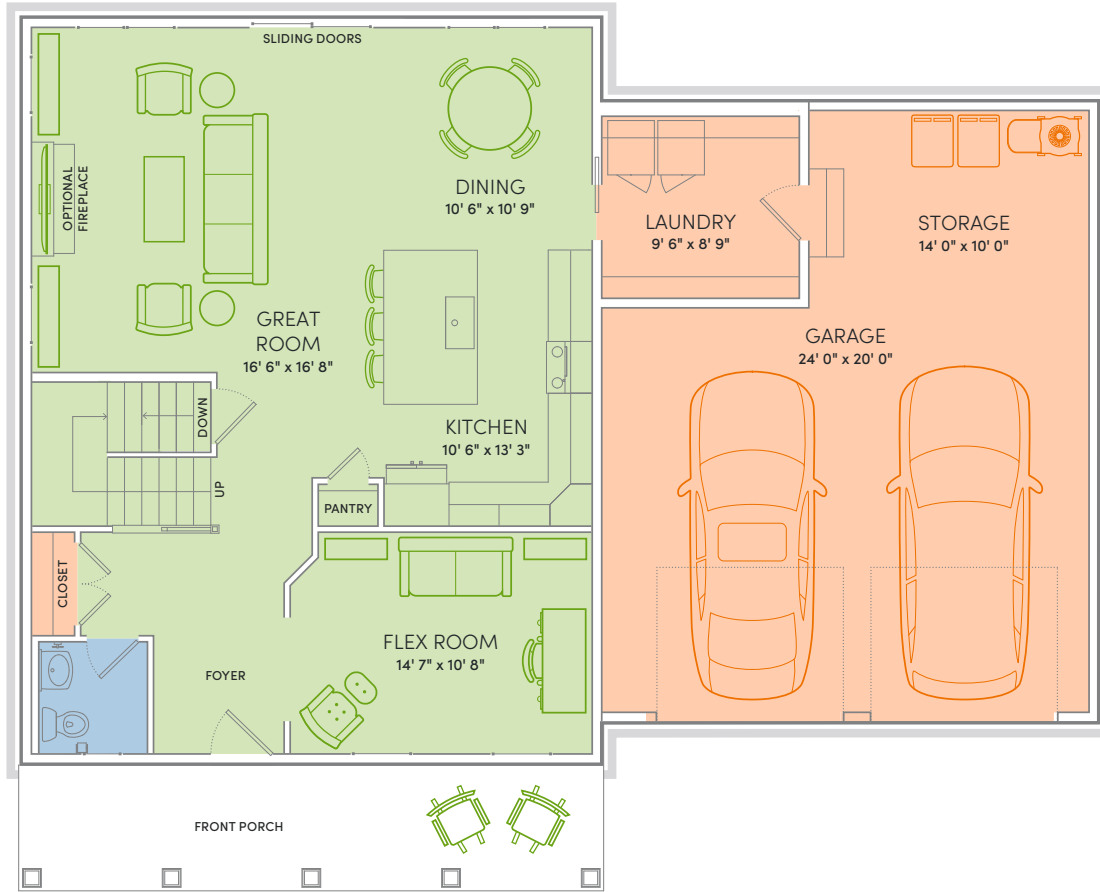 SLIDING DOORS
OPTIONAL
FIREPLACE
DINING
10' 6" x 10' 9"
LAUNDRY
9' 6" x 8' 9"
STORAGE
14' 0" x 10' 0"
GREAT
ROOM
16' 6" x 16' 8"
GARAGE
24' 0" x 20' 0"
DOWN
KITCHEN
10' 6" x 13' 3"
UP
PANTRY
CLOSET
FLEX ROOM
14' 7" x 10' 8"
FOYER
FRONT PORCH